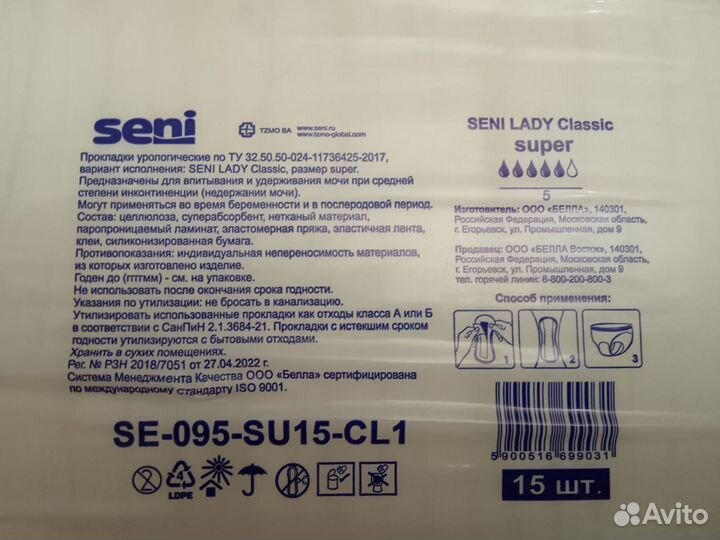 seni
TZMO SA
www.seni.ru
www.tzmo-global.com
Прокладки урологические по ТУ 32.50.50-024-11736425-2017,
вариант исполнения: SENI LADY Classic, размер super.
Предназначены для впитывания и удерживания мочи при средней
степени инконтиненции (недержании мочи).
Могут применяться во время беременности и в послеродовой период.
Состав: целлюлоза, суперабсорбент, нетканый материал,
паропроницаемый ламинат, эластомерная пряжа, эластичная лента,
клеи, силиконизированная бумага.
Противопоказания: индивидуальная непереносимость материалов,
из которых изготовлено изделие.
Годен до (ггггмм) - см. на упаковке.
Не использовать после окончания срока годности.
Указания по утилизации: не бросать в канализацию.
Утилизировать использованные прокладки как отходы класса А или Б
в соответствии с СанПиН 2.1.3684-21. Прокладки с истекшим сроком
годности утилизируются с бытовыми отходами.
Хранить в сухих помещениях.
Рег. № РЗН 2018/7051 от 27.04.2022 г.
Система Менеджмента Качества ООО «Белла» сертифицирована
по международному стандарту ISO 9001.
SE-095-SU15-CL1
2
4
LDPE
SENI LADY Classic
super
5
Изготовитель: ООО «БЕЛЛА», 140301,
Российская Федерация, Московская область,
г. Егорьевск, ул. Промышленная, дом 9
Продавец: ООО «БЕЛЛА Восток», 140301,
Российская Федерация, Московская область,
г. Егорьевск, ул. Промышленная, дом 9
тел. горячей линии: 8-800-200-800-3
Способ применения:
1
2
3
5900516 699031
15 шт.
Avito